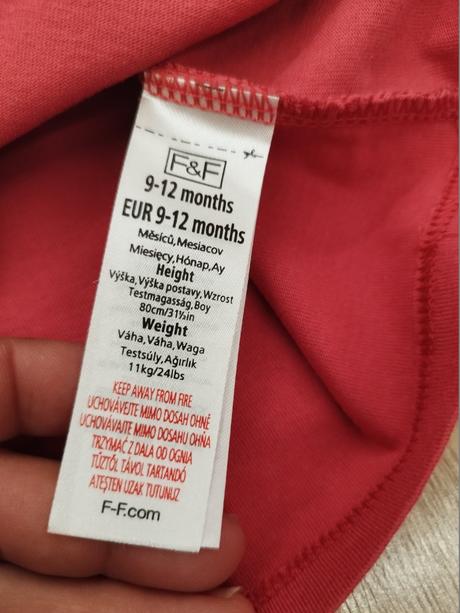 F&F
9-12 months
EUR 9-12 months
Měsíců,Mesiacov
Miesięcy,Hónap,Ay
Height
Výška,Výška postavy,Wzrost
Testmagasság,Boy
80cm/31½in
Weight
Váha,Váha,Waga
Testsúly,Ağırlık
11kg/24lbs
KEEP AWAY FROM FIRE
UCHOVÁVEJTE MIMO DOSAH OHNĚ
UCHOVÁVAJTE MIMO DOSAHU OHŇA
TRZYMAĆ Z DALA OD OGNIA
TŰZTŐL TÁVOL TARTANDÓ
ATEŞTEN UZAK TUTUNUZ
F-F.com